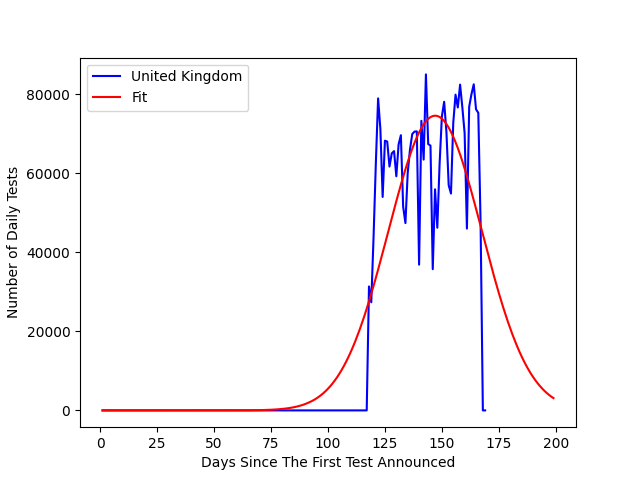 United Kingdom
Fit
80000
60000
40000
20000
0
Number of Daily Tests
0 25 50 75 100 125 150 175 200
Days Since The First Test Announced